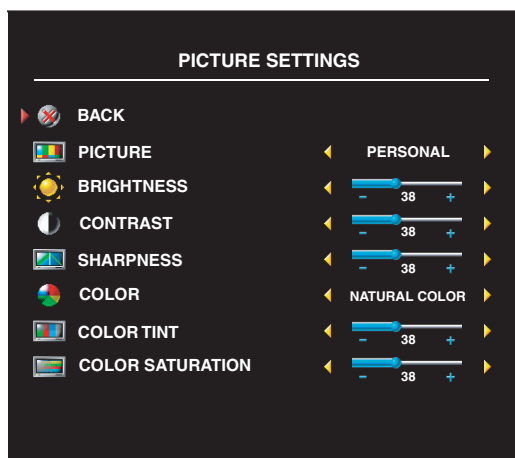 PICTURE SETTINGS
BACK
PICTURE PERSONAL
BRIGHTNESS
- 38 +
CONTRAST
- 38 +
SHARPNESS
- 38 +
COLOR NATURAL COLOR
COLOR TINT
- 38 +
COLOR SATURATION
- 38 +